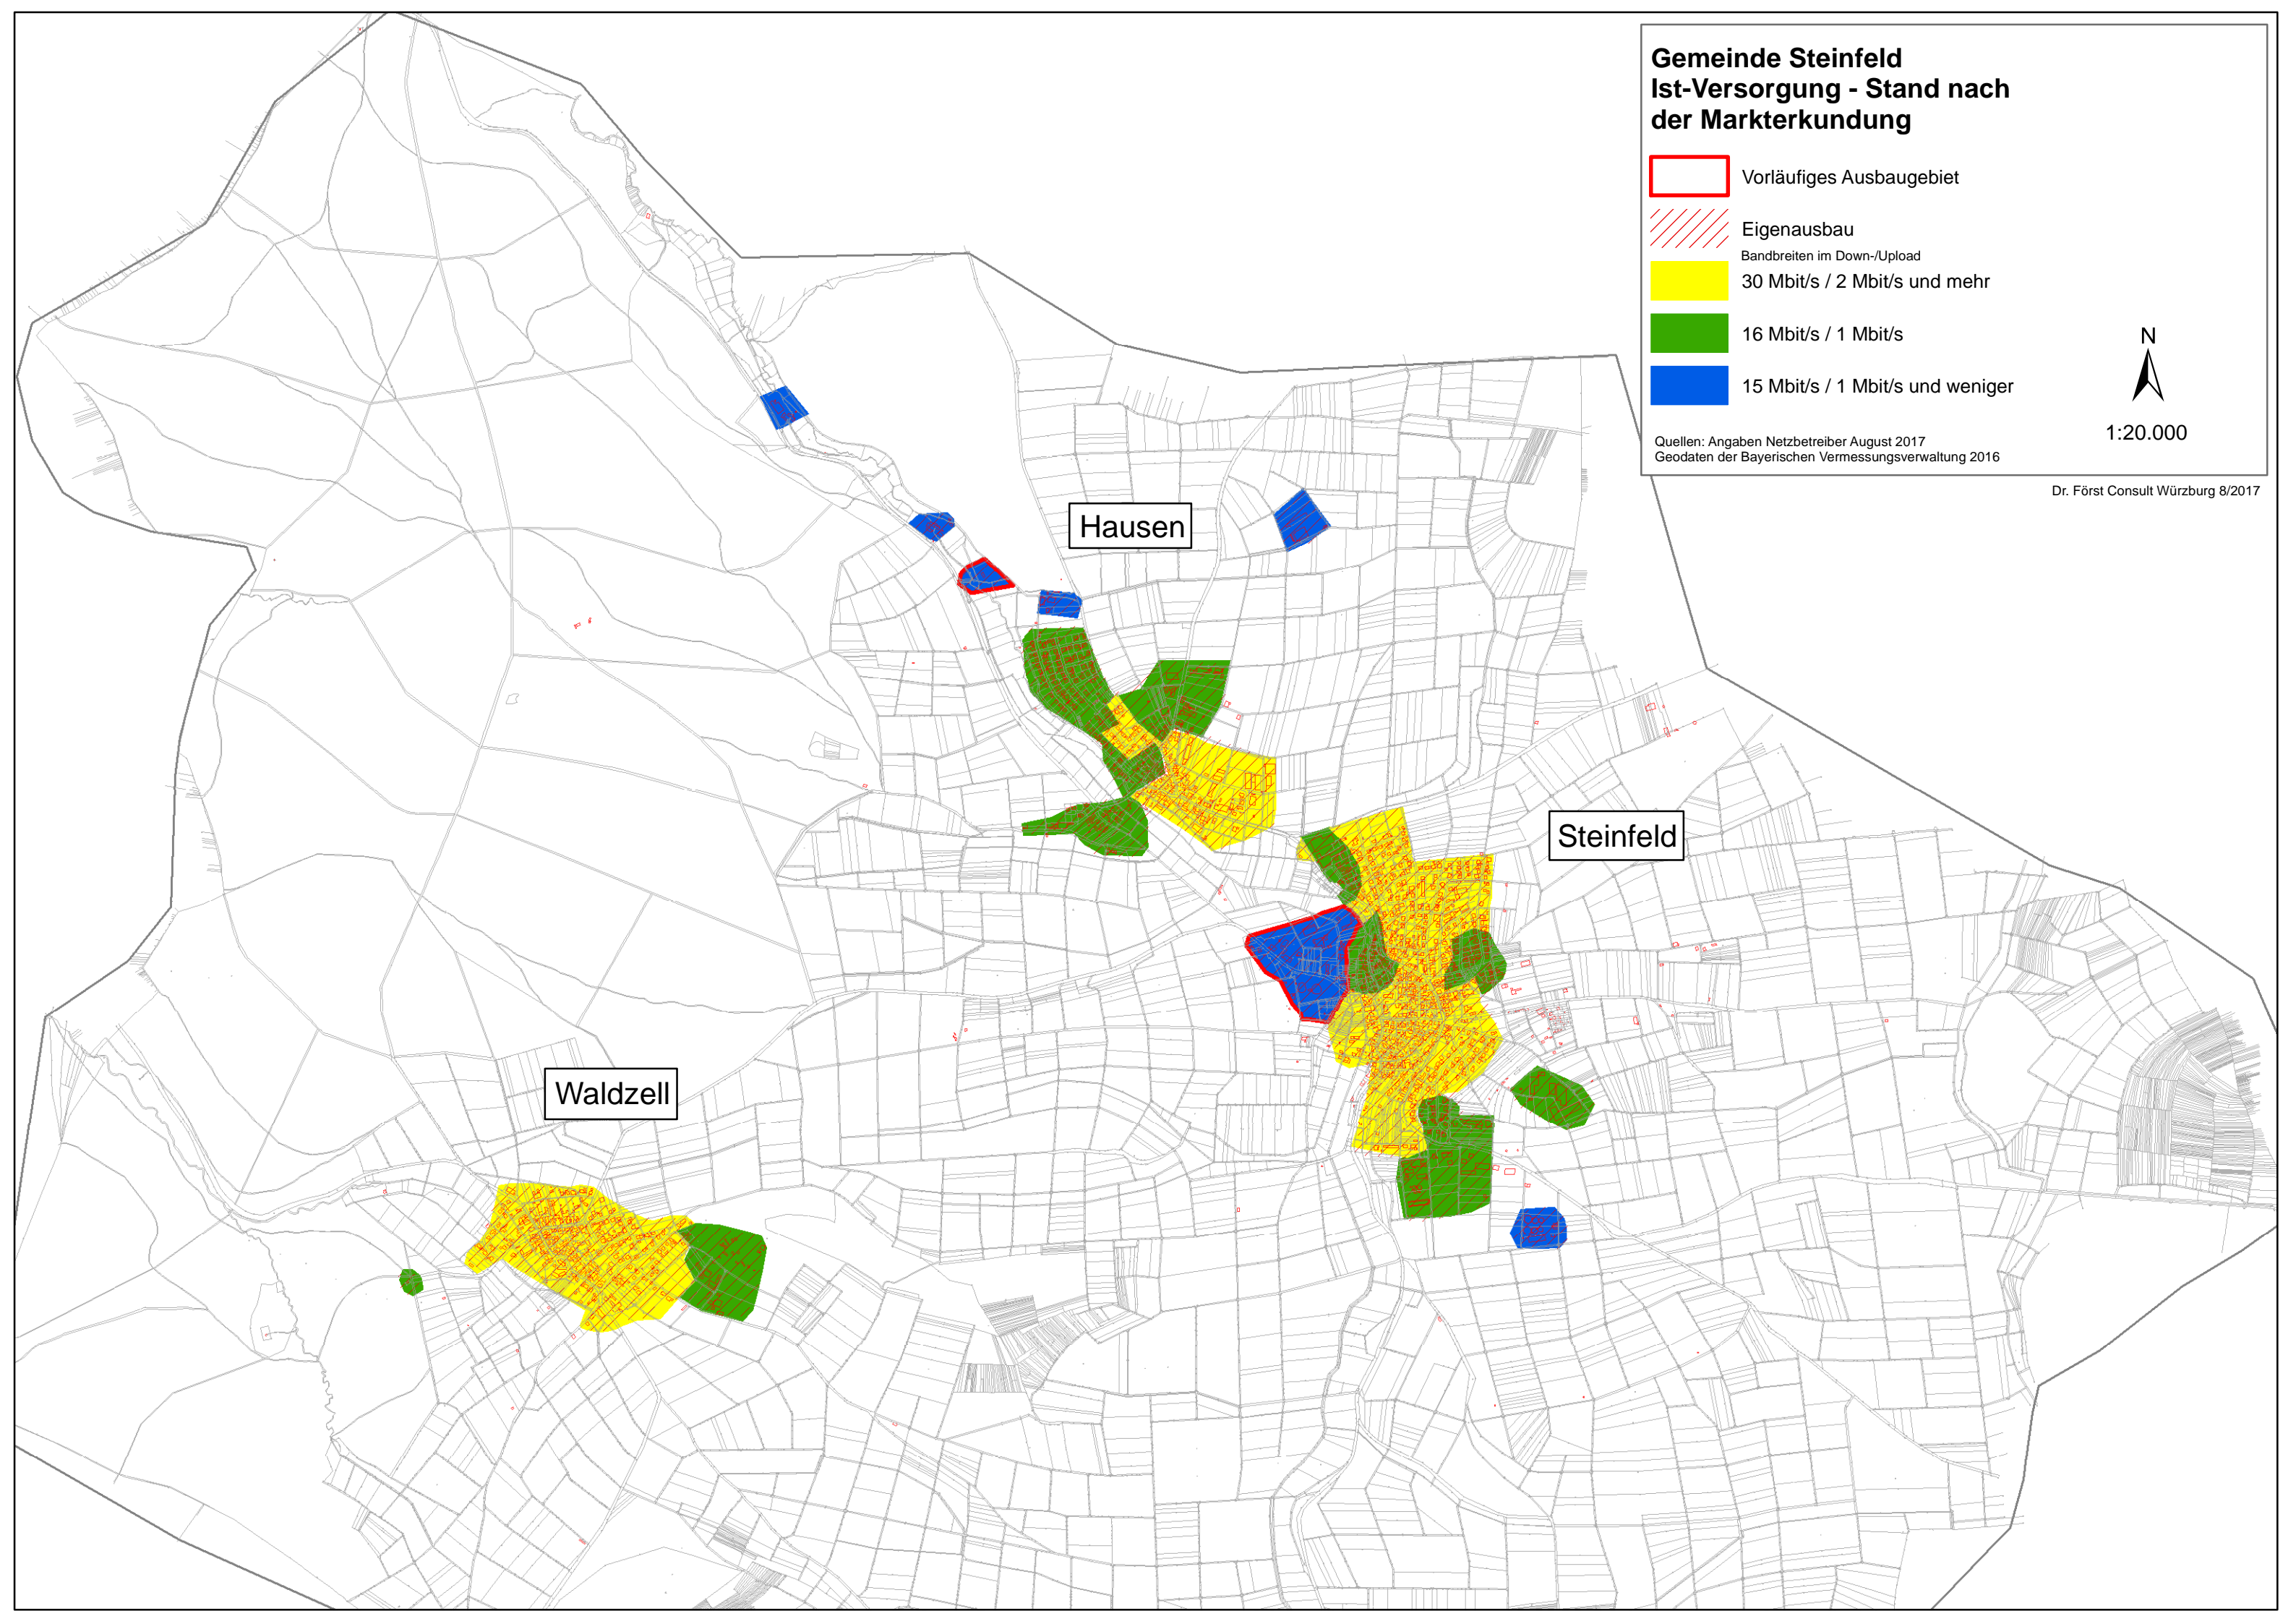 Gemeinde Steinfeld
Ist-Versorgung - Stand nach
der Markterkundung
Vorläufiges Ausbaugebiet
Eigenausbau
Bandbreiten im Down-/Upload
30 Mbit/s / 2 Mbit/s und mehr
16 Mbit/s / 1 Mbit/s
15 Mbit/s / 1 Mbit/s und weniger
N
1:20.000
Quellen: Angaben Netzbetreiber August 2017
Geodaten der Bayerischen Vermessungsverwaltung 2016
Dr. Först Consult Würzburg 8/2017
Hausen
Steinfeld
Waldzell